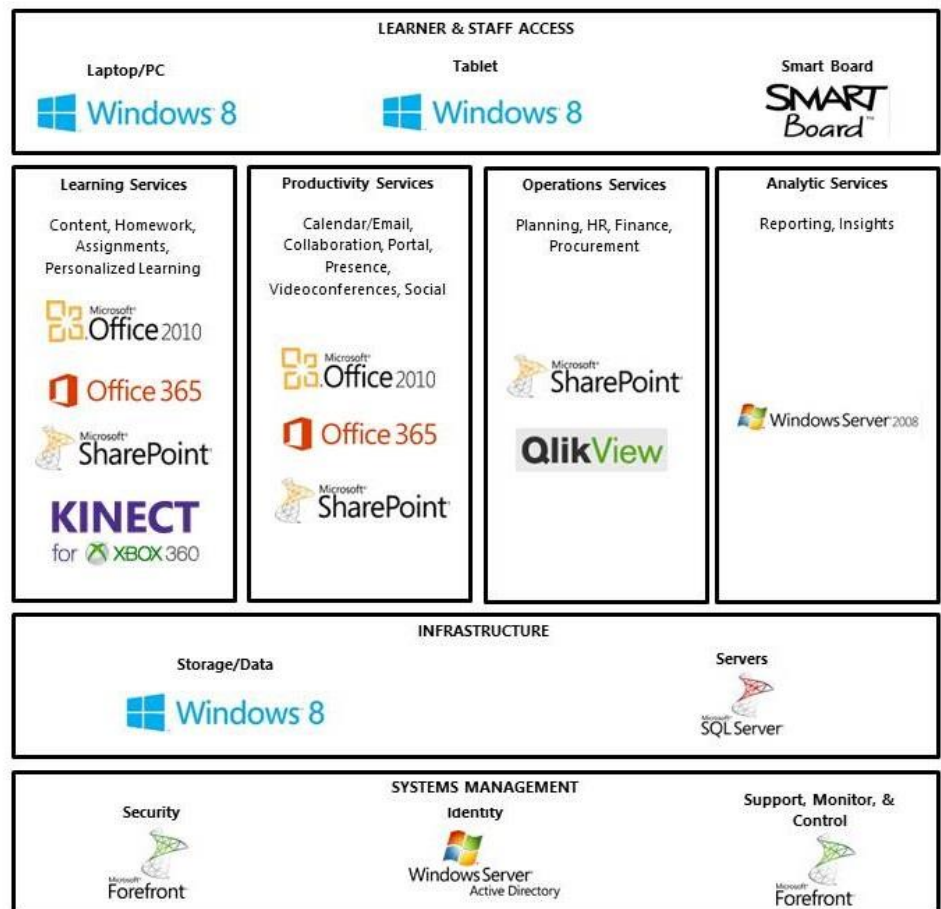 LEARNER & STAFF ACCESS
Laptop/PC
Windows 8
Tablet
Windows 8
Smart Board
SMART
Board™
Learning Services
Content, Homework,
Assignments,
Personalized Learning
Microsoft®
Office 2010
Office 365
Microsoft®
SharePoint
KINECT
for XBOX 360
Productivity Services
Calendar/Email,
Collaboration, Portal,
Presence,
Videoconferences, Social
Microsoft®
Office 2010
Office 365
Microsoft®
SharePoint
Operations Services
Planning, HR, Finance,
Procurement
Microsoft®
SharePoint
QlikView
Analytic Services
Reporting, Insights
Windows Server 2008
INFRASTRUCTURE
Storage/Data
Windows 8
Servers
Microsoft®
SQL Server
SYSTEMS MANAGEMENT
Security
Microsoft®
Forefront
Identity
Windows Server
Active Directory
Support, Monitor, &
Control
Microsoft®
Forefront